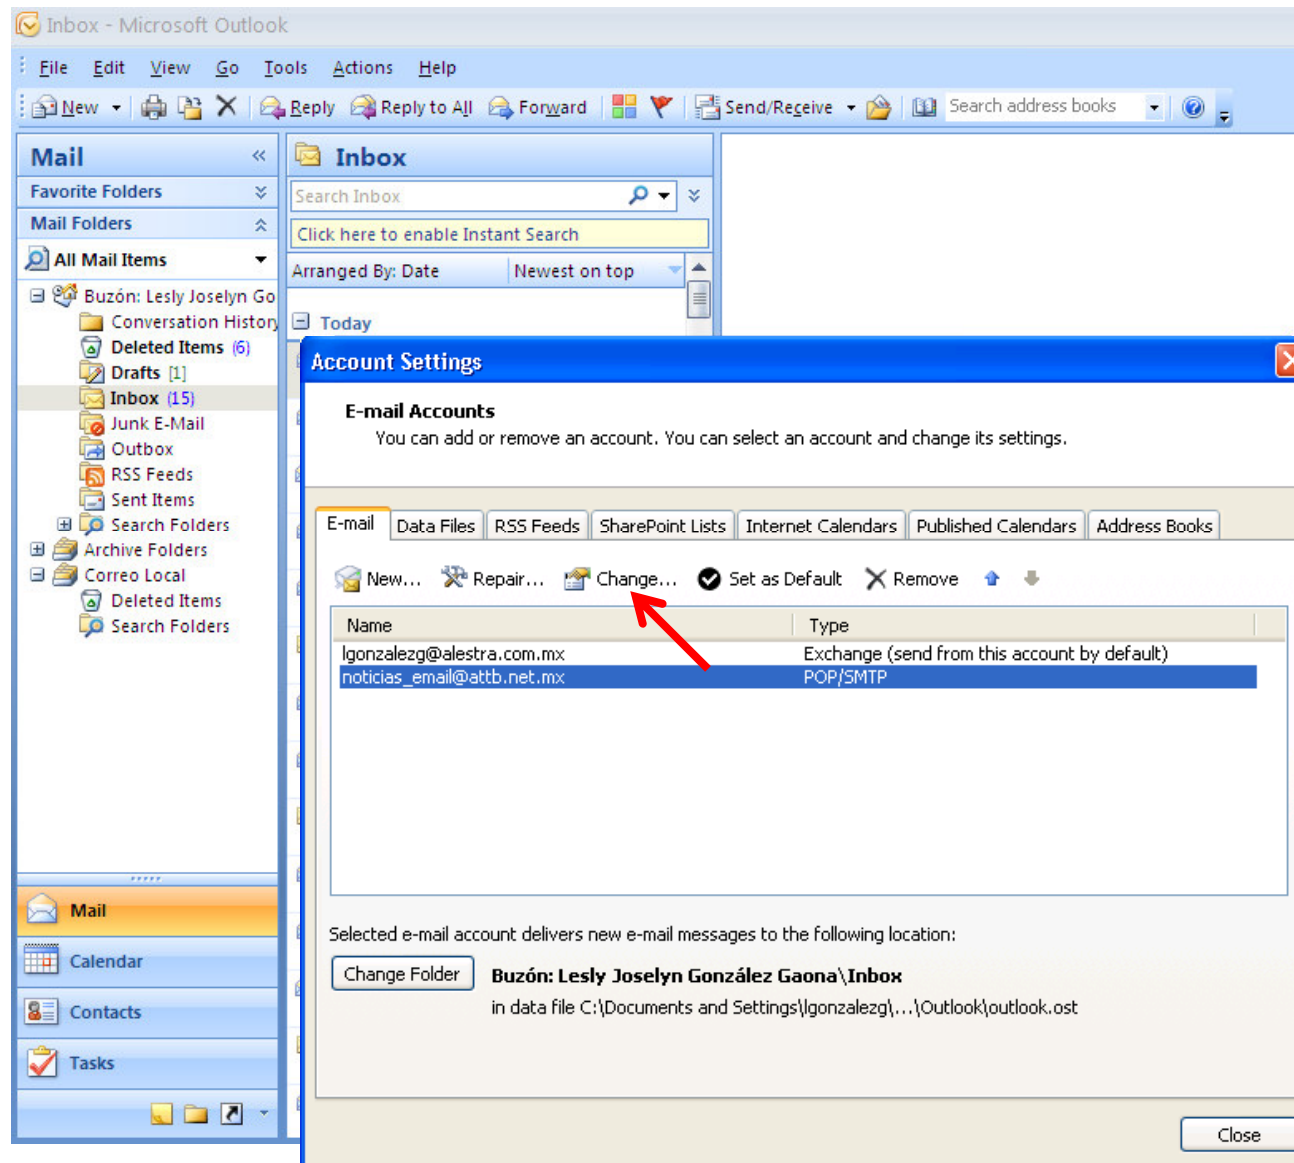 Inbox - Microsoft Outlook
File Edit View Go Tools Actions Help
New Reply Reply to All Forward Send/Receive Search address books
Mail
Favorite Folders
Mail Folders
All Mail Items
Buzón: Lesly Joselyn Go
Conversation History
Deleted Items (6)
Drafts [1]
Inbox (15)
Junk E-Mail
Outbox
RSS Feeds
Sent Items
Search Folders
Archive Folders
Correo Local
Deleted Items
Search Folders
Mail
Calendar
Contacts
Tasks
Inbox
Search Inbox
Click here to enable Instant Search
Arranged By: Date Newest on top
Today
Account Settings
E-mail Accounts
You can add or remove an account. You can select an account and change its settings.
E-mail Data Files RSS Feeds SharePoint Lists Internet Calendars Published Calendars Address Books
New... Repair... Change... Set as Default Remove
Name Type
lgonzalezg@alestra.com.mx Exchange (send from this account by default)
noticias_email@attb.net.mx POP/SMTP
Selected e-mail account delivers new e-mail messages to the following location:
Change Folder Buzón: Lesly Joselyn González Gaona\Inbox
in data file C:\Documents and Settings\lgonzalezg\...\Outlook\outlook.ost
Close